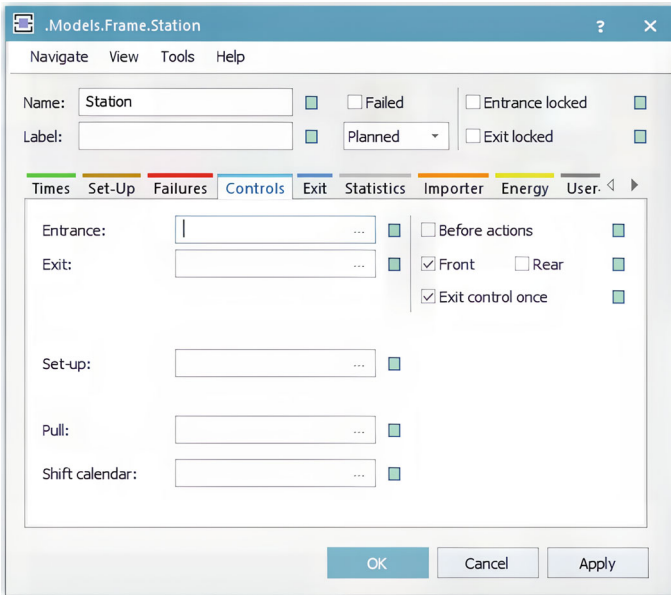 .Models.Frame.Station ? ×
Navigate View Tools Help
Name: Station Failed Entrance locked
Label: Planned Exit locked
Times Set-Up Failures Controls Exit Statistics Importer Energy User-
Entrance: ... Before actions
Exit: ... Front Rear
Exit control once
Set-up: ...
Pull: ...
Shift calendar: ...
OK Cancel Apply